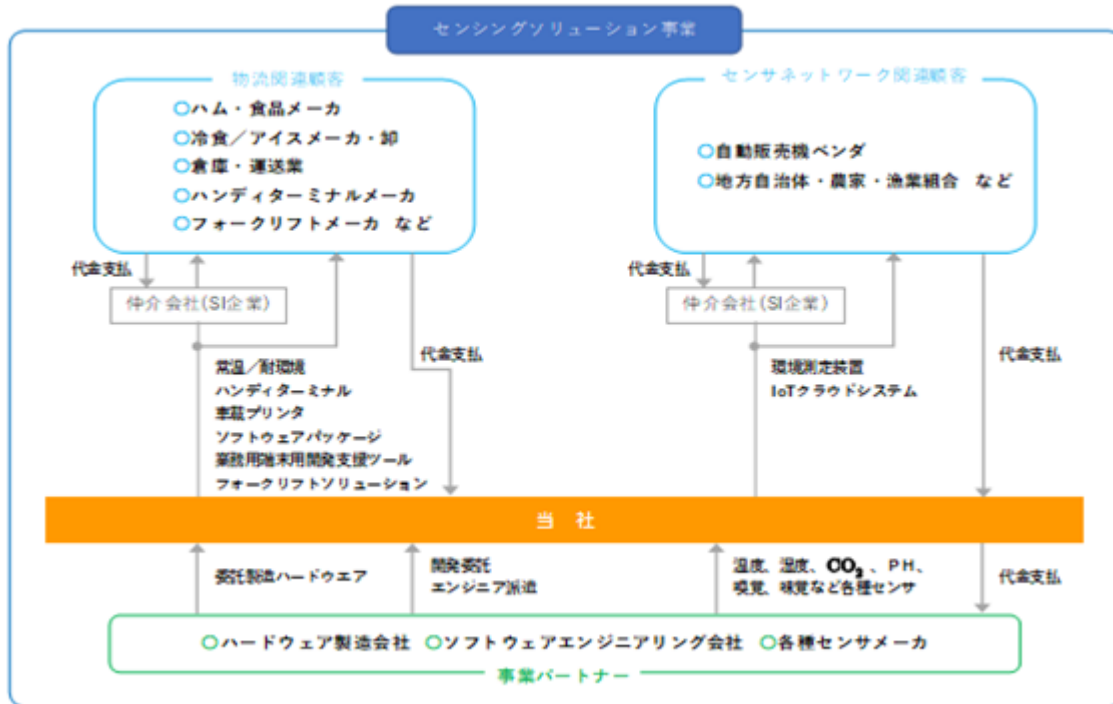 センシングソリューション事業
物流関連顧客
○ハム・食品メーカ
○冷食／アイスメーカ・卸
○倉庫・運送業
○ハンディターミナルメーカ
○フォークリフトメーカ など
センサネットワーク関連顧客
○自動販売機ベンダ
○地方自治体・農家・漁業組合 など
代金支払
仲介会社(SI企業)
代金支払
常温／耐環境
ハンディターミナル
車載プリンタ
ソフトウェアパッケージ
業務用端末用開発支援ツール
フォークリフトソリューション
代金支払
仲介会社(SI企業)
環境測定装置
IoTクラウドシステム
代金支払
当 社
委託製造ハードウエア
開発委託
エンジニア派遣
温度、湿度、CO₂、PH、
嗅覚、味覚など各種センサ
代金支払
○ハードウェア製造会社 ○ソフトウェアエンジニアリング会社 ○各種センサメーカ
事業パートナー